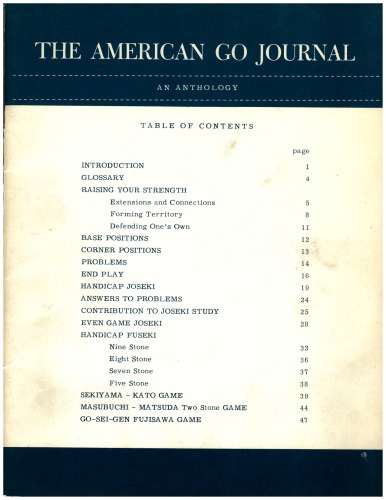 THE AMERICAN GO JOURNAL
AN ANTHOLOGY
TABLE OF CONTENTS
page
INTRODUCTION 1
GLOSSARY 4
RAISING YOUR STRENGTH
Extensions and Connections 5
Forming Territory 8
Defending One's Own 11
BASE POSITIONS 12
CORNER POSITIONS 13
PROBLEMS 14
END PLAY 16
HANDICAP JOSEKI 19
ANSWERS TO PROBLEMS 24
CONTRIBUTION TO JOSEKI STUDY 25
EVEN GAME JOSEKI 28
HANDICAP FUSEKI
Nine Stone 33
Eight Stone 36
Seven Stone 37
Five Stone 38
SEKIYAMA - KATO GAME 39
MASUBUCHI - MATSUDA Two Stone GAME 44
GO-SEI-GEN FUJISAWA GAME 47